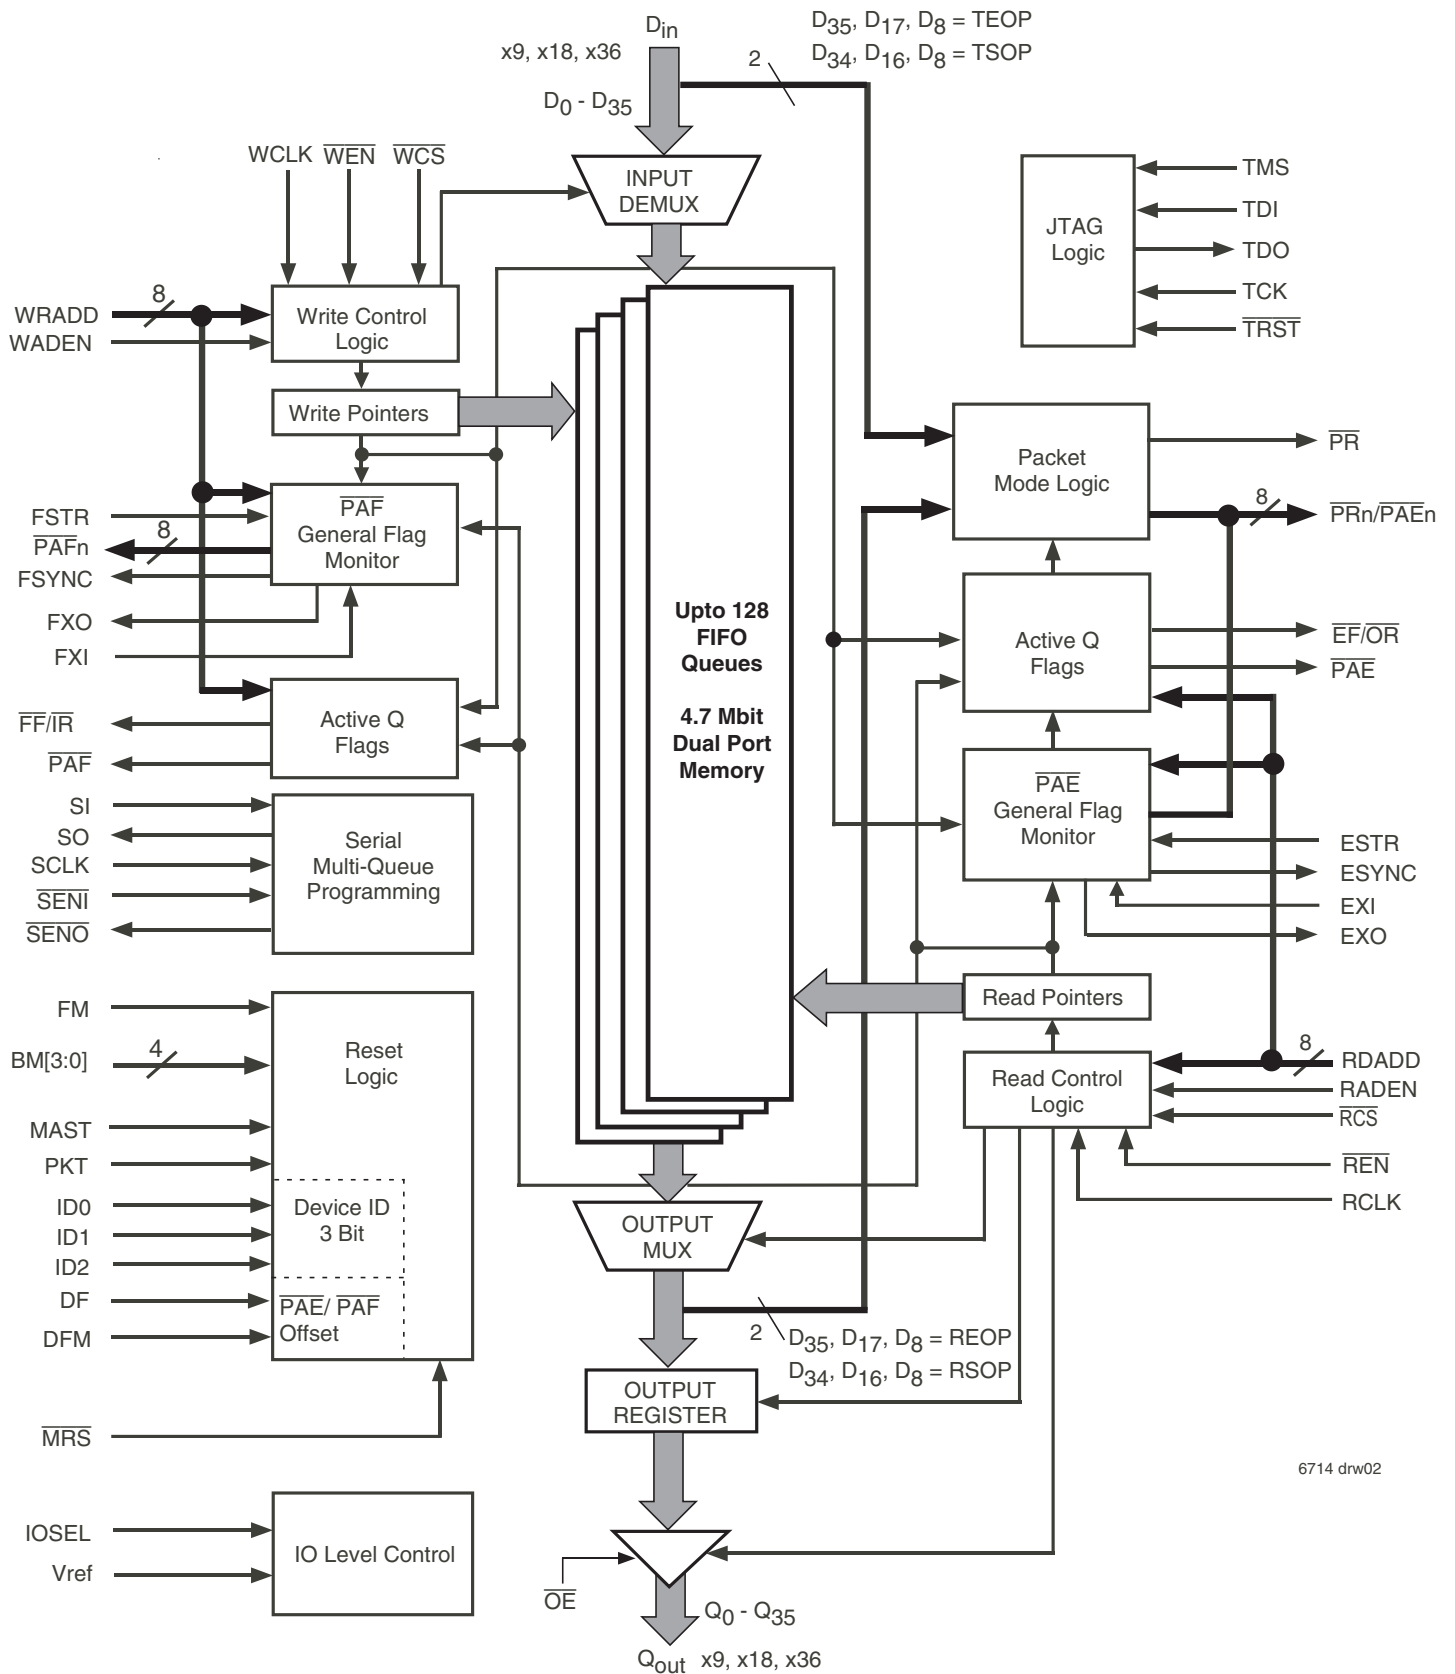 Din
D35, D17, D8 = TEOP
x9, x18, x36
2
D34, D16, D8 = TSOP
D0 - D35
WCLK
WEN
WCS
INPUT
DEMUX
JTAG
Logic
TMS
TDI
TDO
TCK
TRST
WRADD
8
WADEN
Write Control
Logic
Write Pointers
Packet
Mode Logic
PR
8
PRn/PAEn
PAF
General Flag
Monitor
FSTR
8
PAFn
FSYNC
FXO
FXI
Upto 128
FIFO
Queues
4.7 Mbit
Dual Port
Memory
Active Q
Flags
EF/OR
PAE
FF/IR
PAF
Active Q
Flags
PAE
General Flag
Monitor
ESTR
ESYNC
EXI
EXO
SI
SO
SCLK
SENI
SENO
Serial
Multi-Queue
Programming
Read Pointers
Read Control
Logic
8
RDADD
RADEN
RCS
REN
RCLK
FM
BM[3:0]
4
Reset
Logic
MAST
PKT
ID0
ID1
ID2
Device ID
3 Bit
DF
DFM
PAE/ PAF
Offset
MRS
OUTPUT
MUX
2
D35, D17, D8 = REOP
D34, D16, D8 = RSOP
OUTPUT
REGISTER
6714 drw02
IOSEL
Vref
IO Level Control
OE
Q0 - Q35
Qout x9, x18, x36